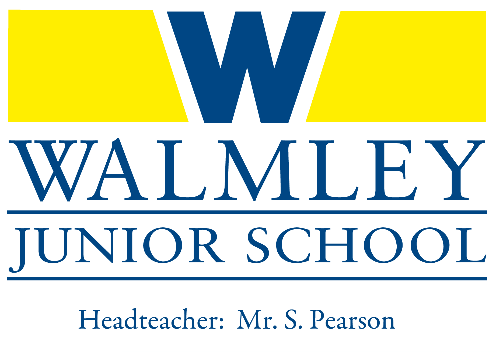 W
WALMLEY
JUNIOR SCHOOL
Headteacher: Mr. S. Pearson